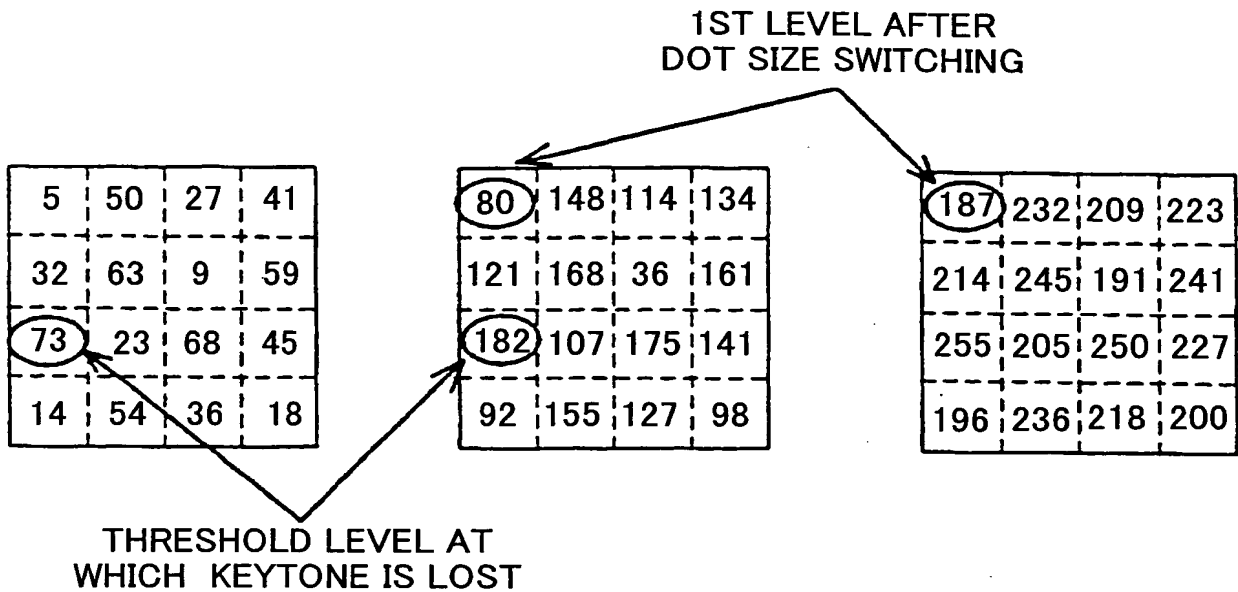 1ST LEVEL AFTER
DOT SIZE SWITCHING
5 50 27 41
32 63 9 59
73 23 68 45
14 54 36 18
80 148 114 134
121 168 36 161
182 107 175 141
92 155 127 98
187 232 209 223
214 245 191 241
255 205 250 227
196 236 218 200
THRESHOLD LEVEL AT
WHICH KEYTONE IS LOST